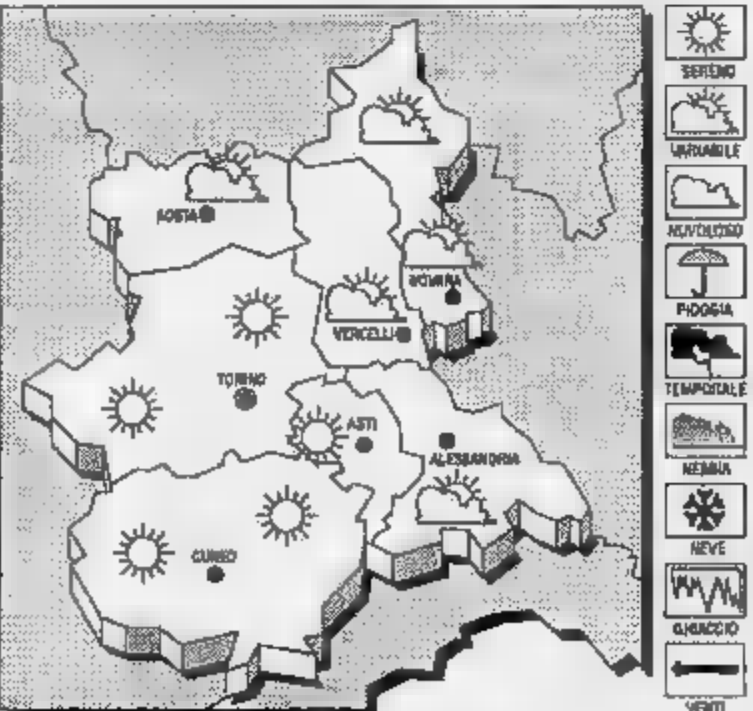 SERENO
VARIABILE
NUVOLOSO
PIOGGIA
TEMPORALE
NEBBIA
NEVE
GHIACCIO
VENTI
AOSTA
NOVARA
VERCELLI
TORINO
ASTI
ALESSANDRIA
CUNEO